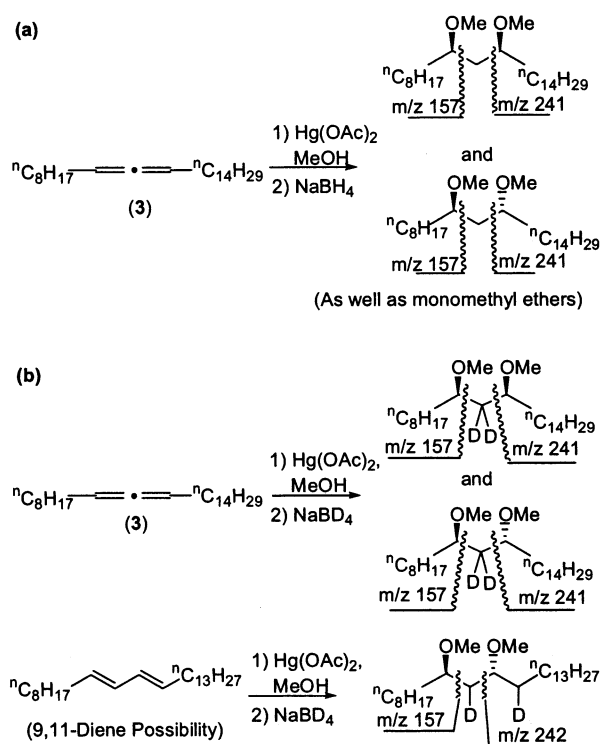 (a)
OMe OMe
ⁿC₈H₁₇ ⁿC₁₄H₂₉
m/z 157 m/z 241
1) Hg(OAc)₂
MeOH
2) NaBH₄
ⁿC₈H₁₇ ⁿC₁₄H₂₉
(3)
and
OMe OMe
ⁿC₈H₁₇ ⁿC₁₄H₂₉
m/z 157 m/z 241
(As well as monomethyl ethers)
(b)
OMe OMe
ⁿC₈H₁₇ ⁿC₁₄H₂₉
D D
m/z 157 m/z 241
1) Hg(OAc)₂,
MeOH
2) NaBD₄
ⁿC₈H₁₇ ⁿC₁₄H₂₉
(3)
and
OMe OMe
ⁿC₈H₁₇ ⁿC₁₄H₂₉
D D
m/z 157 m/z 241
ⁿC₈H₁₇ ⁿC₁₃H₂₇
(9,11-Diene Possibility)
1) Hg(OAc)₂,
MeOH
2) NaBD₄
OMe OMe
ⁿC₁₃H₂₇
ⁿC₈H₁₇ D D
m/z 157
m/z 242